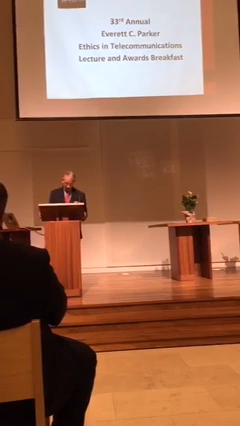 33rd Annual
Everett C. Parker
Ethics in Telecommunications
Lecture and Awards Breakfast